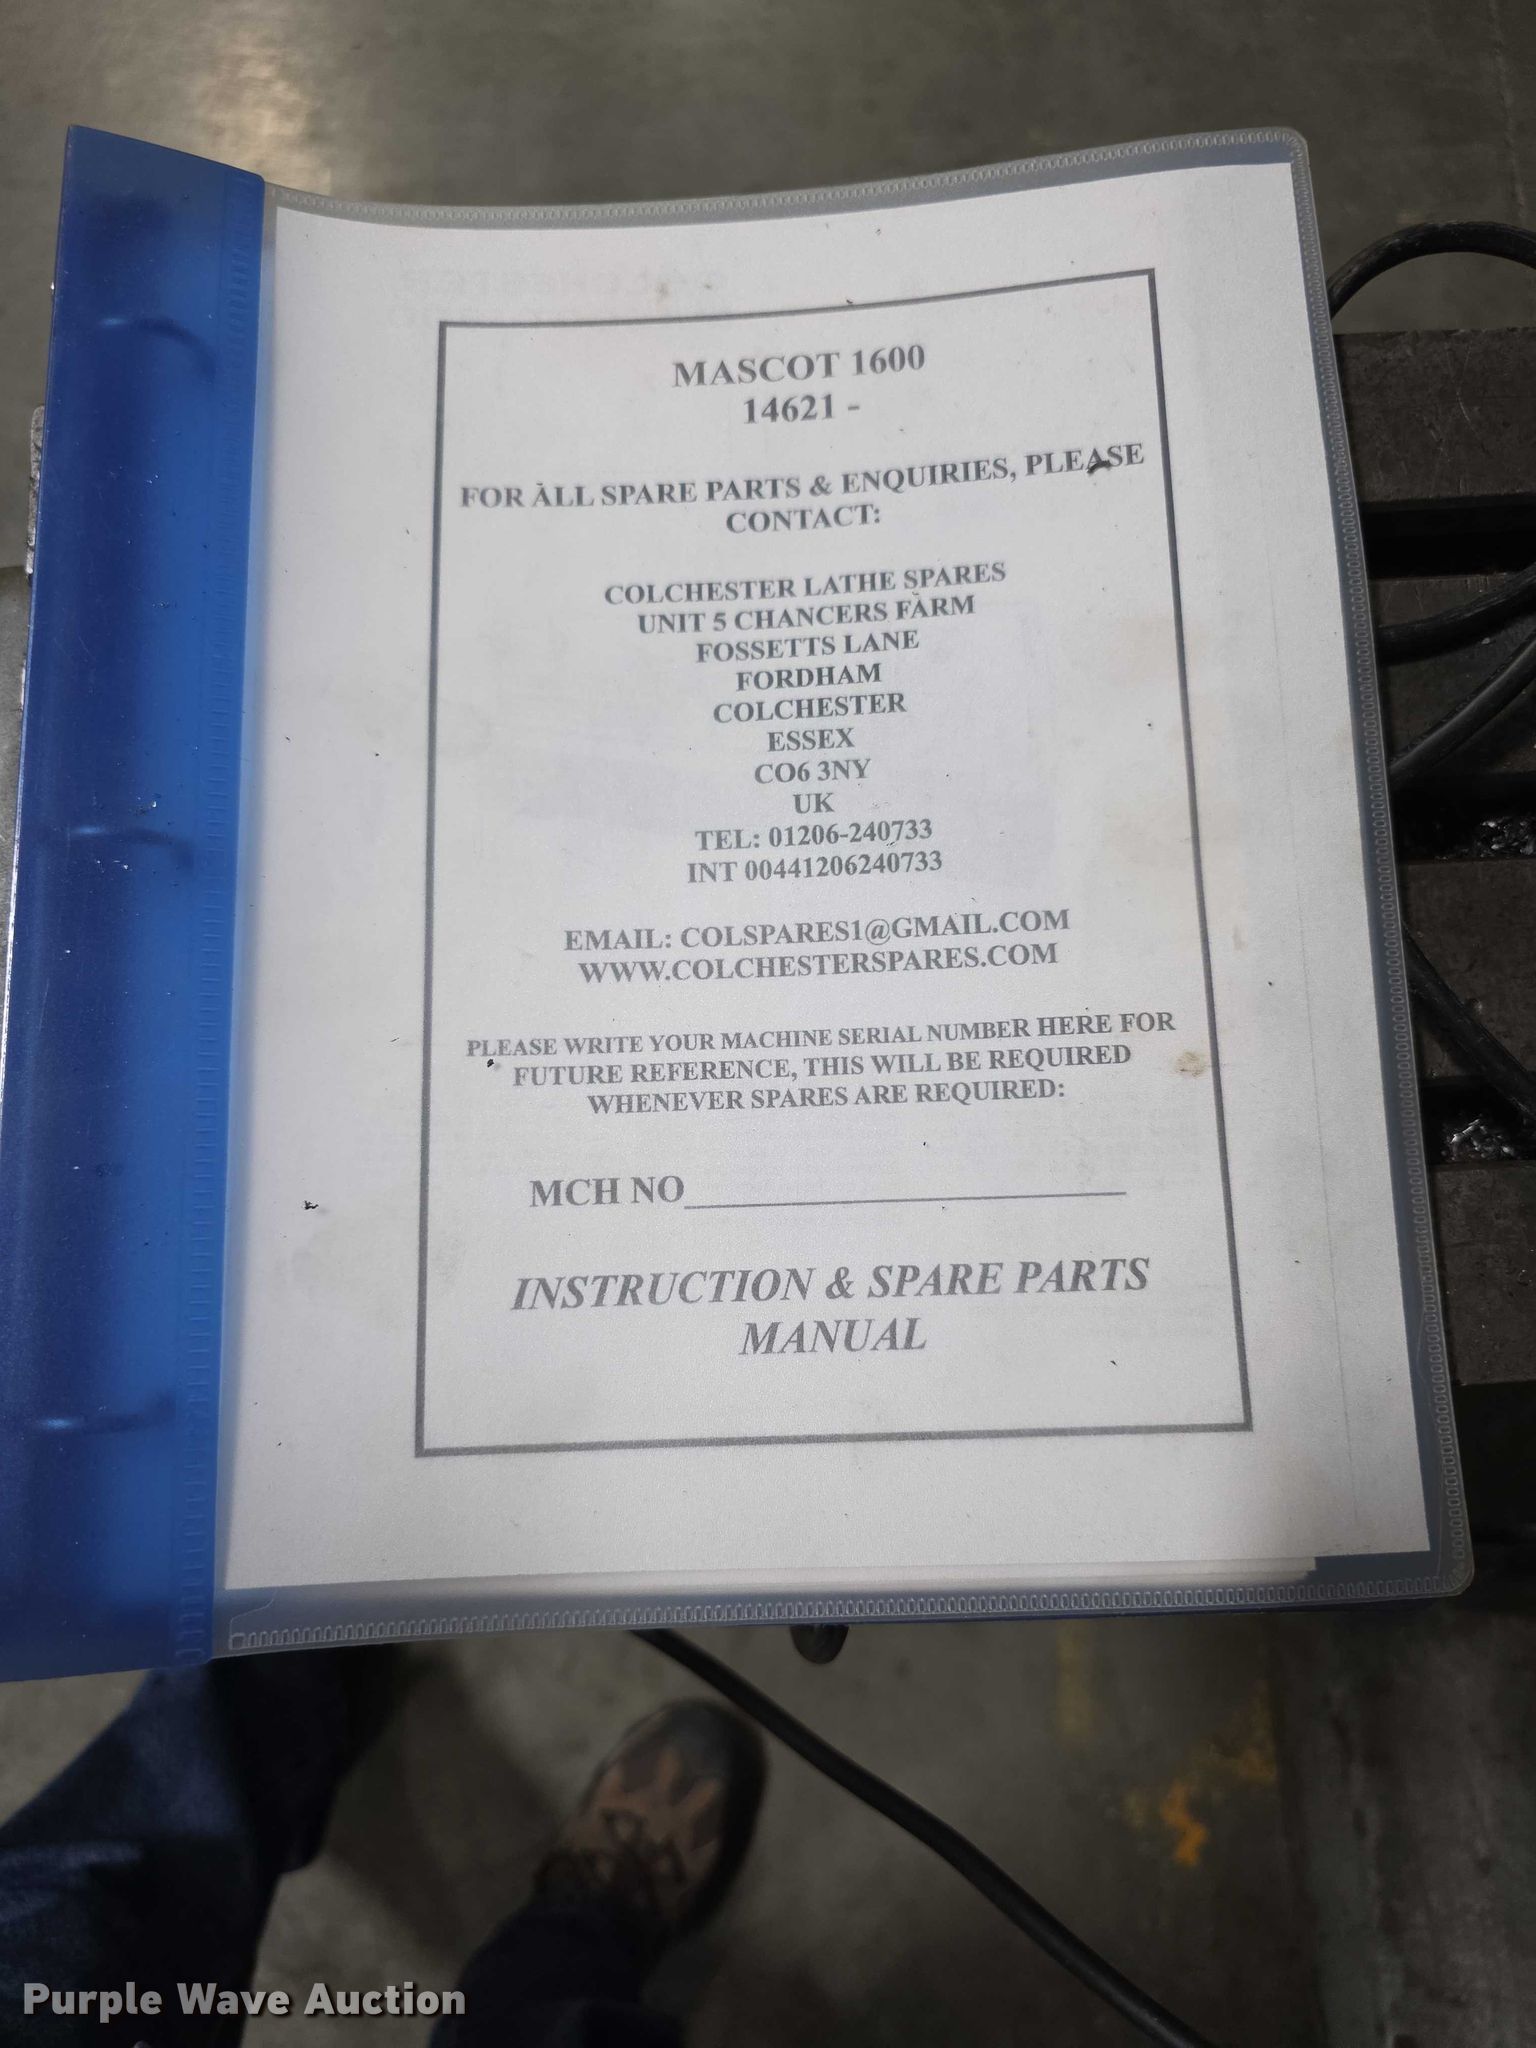 MASCOT 1600
14621 -
FOR ALL SPARE PARTS & ENQUIRIES, PLEASE
CONTACT:
COLCHESTER LATHE SPARES
UNIT 5 CHANCERS FARM
FOSSETTS LANE
FORDHAM
COLCHESTER
ESSEX
CO6 3NY
UK
TEL: 01206-240733
INT 00441206240733
EMAIL: COLSPARES1@GMAIL.COM
WWW.COLCHESTERSPARES.COM
PLEASE WRITE YOUR MACHINE SERIAL NUMBER HERE FOR
FUTURE REFERENCE, THIS WILL BE REQUIRED
WHENEVER SPARES ARE REQUIRED:
MCH NO
INSTRUCTION & SPARE PARTS
MANUAL
Purple Wave Auction